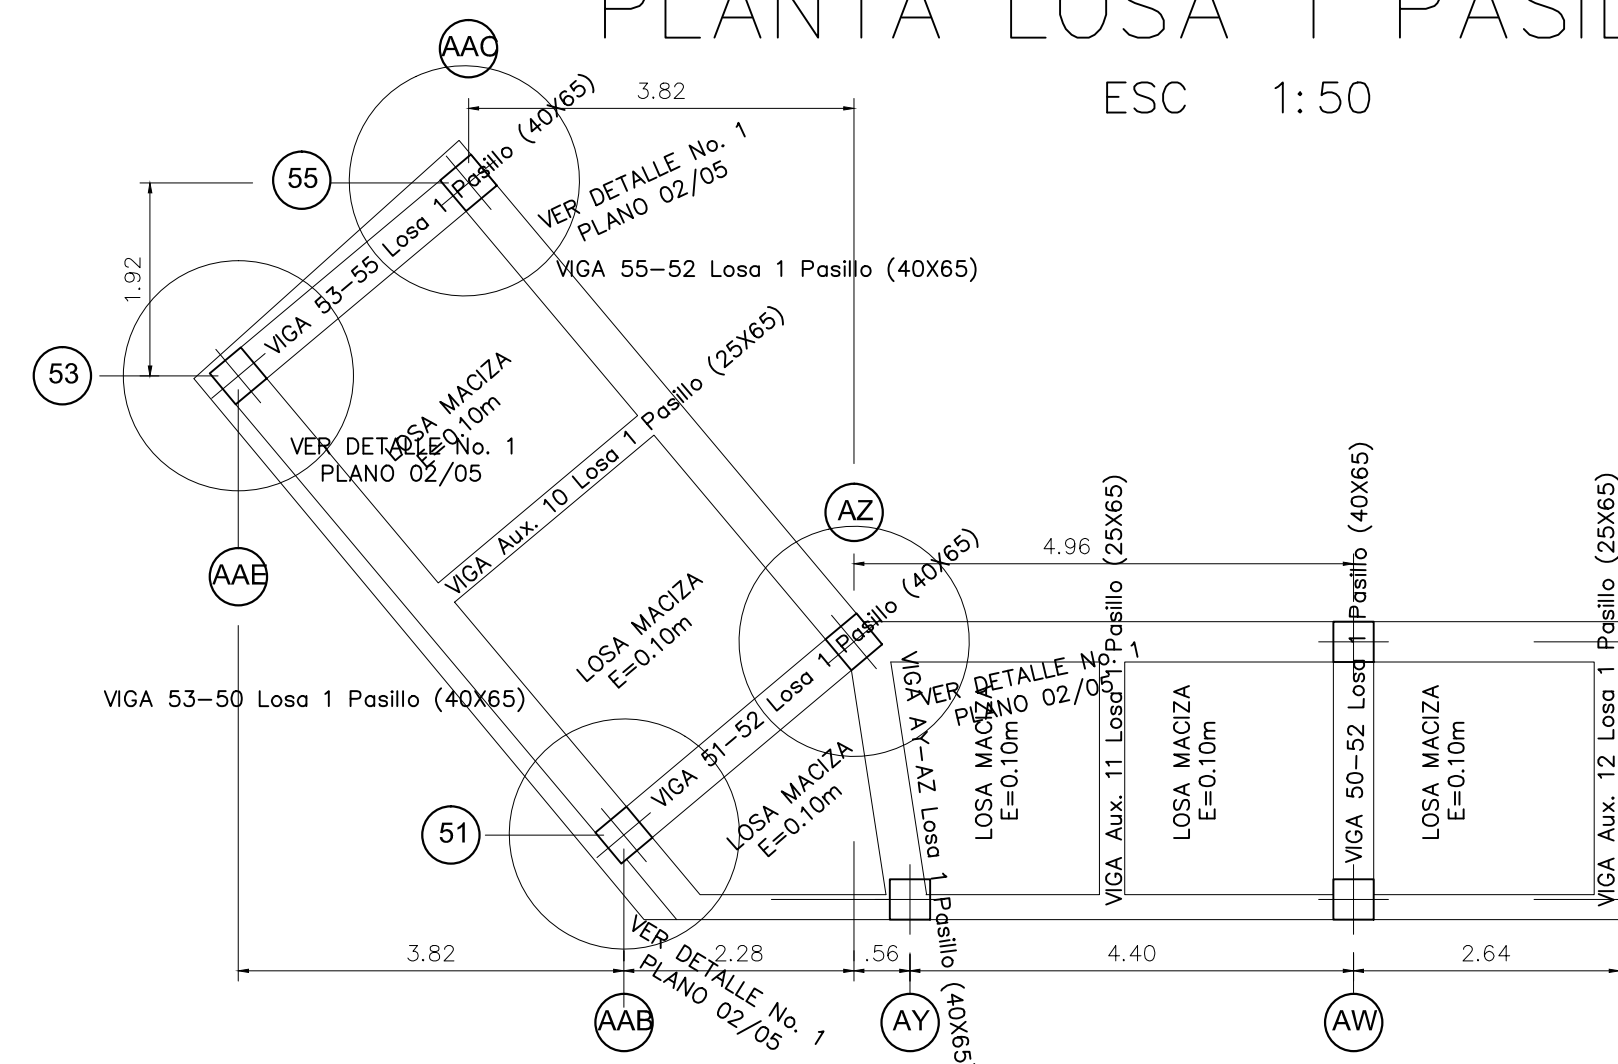 PLANTA LOSA 1
ESC 1:50
AAC
3.82
55
VIGA 53-55 Losa 1 Pasillo (40X65)
VER DETALLE No. 1
PLANO 02/05
VIGA 55-52 Losa 1 Pasillo (40X65)
1.92
53
LOSA MACIZA
E=0.10m
VER DETALLE No. 1
PLANO 02/05
VIGA Aux. 10 Losa 1 Pasillo (25X65)
AZ
AAE
4.96
LOSA MACIZA
E=0.10m
VIGA 53-50 Losa 1 Pasillo (40X65)
VIGA 51-52 Losa 1 Pasillo (40X65)
VER DETALLE No. 1
PLANO 02/05
VIGA AY-AZ Losa 1 Pasillo (40X65)
LOSA MACIZA
E=0.10m
VIGA Aux. 11 Losa 1 Pasillo (25X65)
LOSA MACIZA
E=0.10m
VIGA 50-52 Losa 1 Pasillo (40X65)
LOSA MACIZA
E=0.10m
VIGA Aux. 12 Losa 1 Pasillo (25X65)
51
LOSA MACIZA
E=0.10m
VER DETALLE No. 1
PLANO 02/05
3.82
2.28
.56
4.40
2.64
AAB
AY
AW